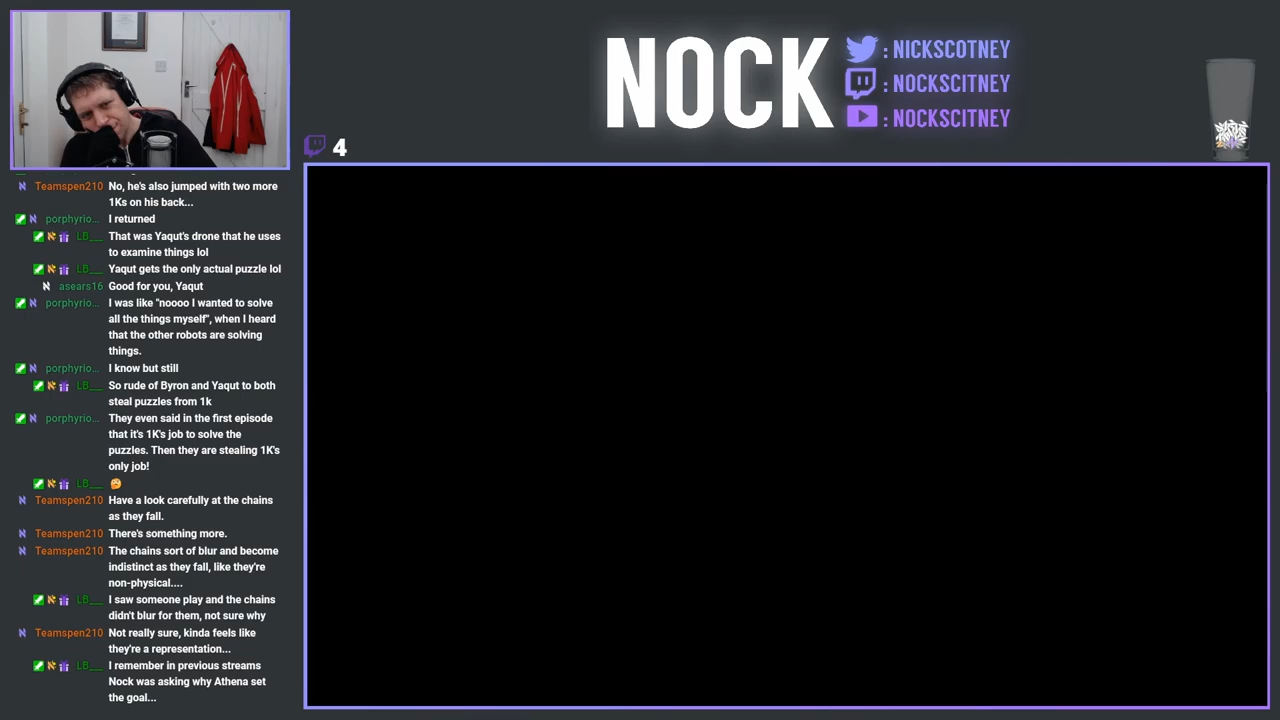 NOCK
: NICKSCOTNEY
: NOCKSCITNEY
: NOCKSCITNEY
4
Teamspen210 No, he's also jumped with two more
1Ks on his back...
porphyrio... I returned
LB__ That was Yaqut's drone that he uses
to examine things lol
LB__ Yaqut gets the only actual puzzle lol
asears16 Good for you, Yaqut
porphyrio... I was like "noooo I wanted to solve
all the things myself", when I heard
that the other robots are solving
things.
porphyrio... I know but still
LB__ So rude of Byron and Yaqut to both
steal puzzles from 1k
porphyrio... They even said in the first episode
that it's 1K's job to solve the
puzzles. Then they are stealing 1K's
only job!
LB__
Teamspen210 Have a look carefully at the chains
as they fall.
Teamspen210 There's something more.
Teamspen210 The chains sort of blur and become
indistinct as they fall, like they're
non-physical....
LB__ I saw someone play and the chains
didn't blur for them, not sure why
Teamspen210 Not really sure, kinda feels like
they're a representation...
LB__ I remember in previous streams
Nock was asking why Athena set
the goal...